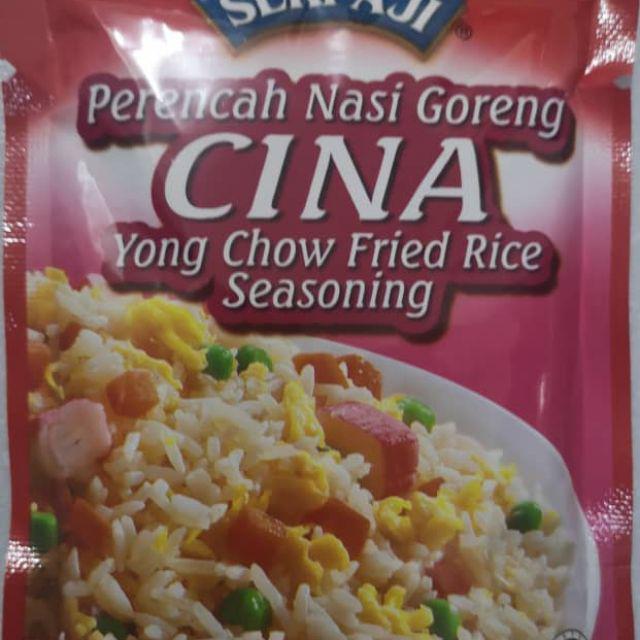 SERI-AJI
®
Perencah Nasi Goreng
CINA
Yong Chow Fried Rice
Seasoning